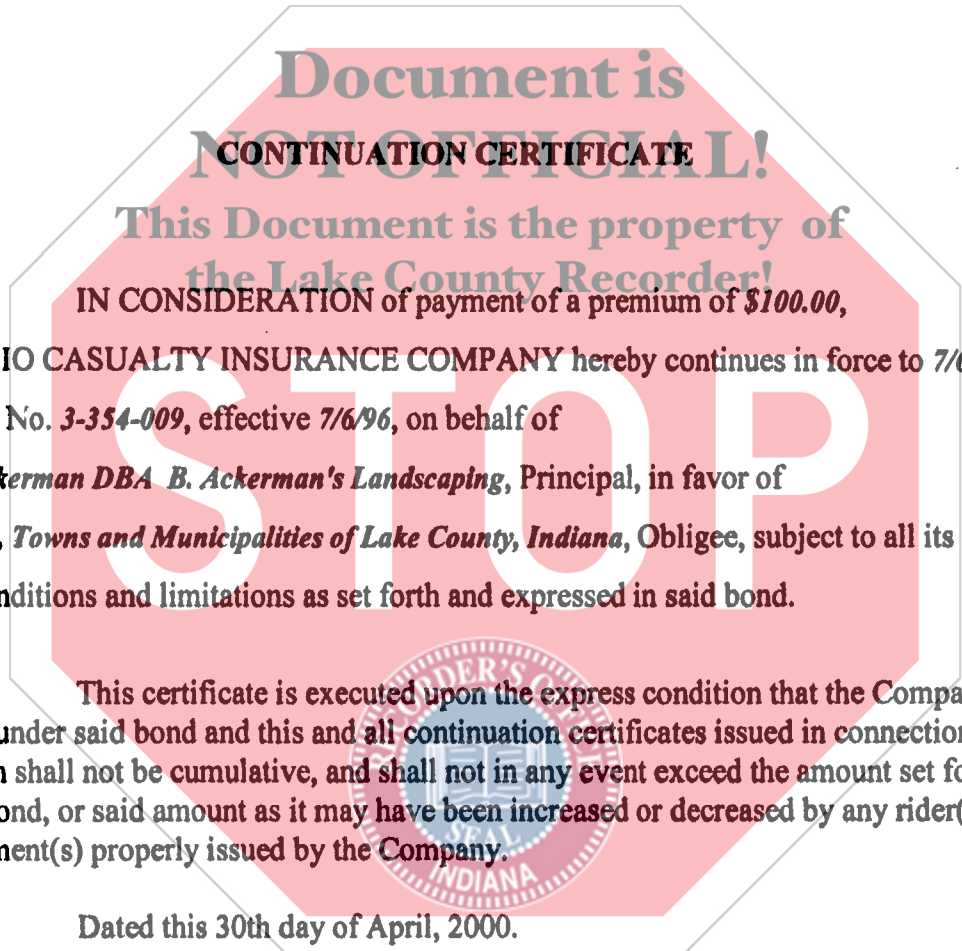 Document is
NOT OFFICIAL!
CONTINUATION CERTIFICATE
This Document is the property of
the Lake County Recorder!
IN CONSIDERATION of payment of a premium of $100.00,
IO CASUALTY INSURANCE COMPANY hereby continues in force to 7/6
No. 3-354-009, effective 7/6/96, on behalf of
kerman DBA B. Ackerman's Landscaping, Principal, in favor of
, Towns and Municipalities of Lake County, Indiana, Obligee, subject to all its
nditions and limitations as set forth and expressed in said bond.
STOP
This certificate is executed upon the express condition that the Compa
under said bond and this and all continuation certificates issued in connection
n shall not be cumulative, and shall not in any event exceed the amount set fo
ond, or said amount as it may have been increased or decreased by any rider(
ment(s) properly issued by the Company.
RECORDER'S OFFICE
SEAL
INDIANA
Dated this 30th day of April, 2000.